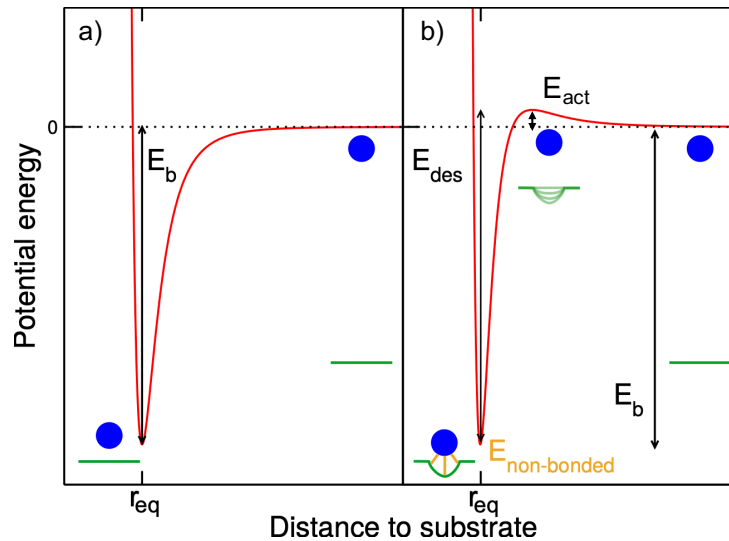 a)
b)
E_act
0
E_b
E_des
Potential energy
E_b
E_non-bonded
r_eq
r_eq
Distance to substrate